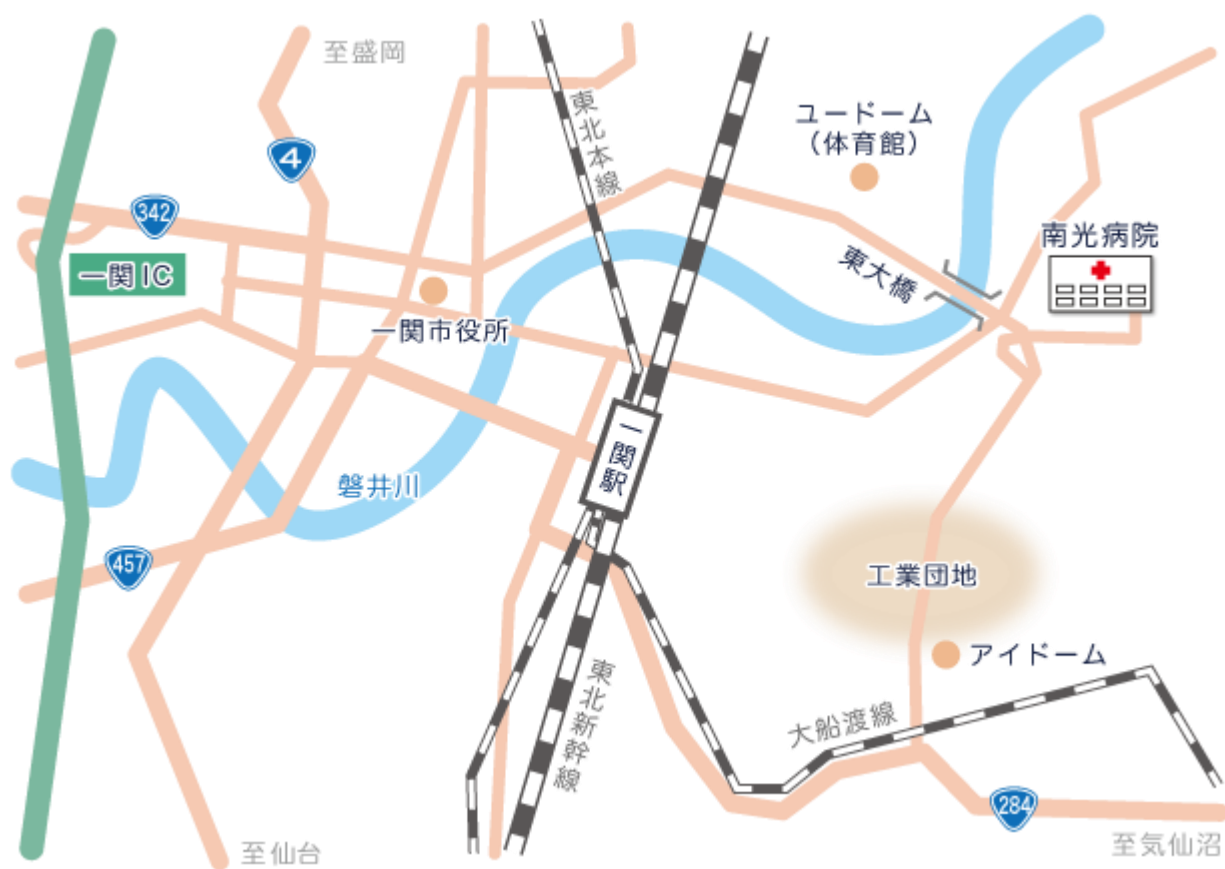 至盛岡
東北本線
ユードーム
(体育館)
4
342
南光病院
一関IC
東大橋
一関市役所
一関駅
磐井川
457
工業団地
アイドーム
東北新幹線
大船渡線
284
至仙台
至気仙沼